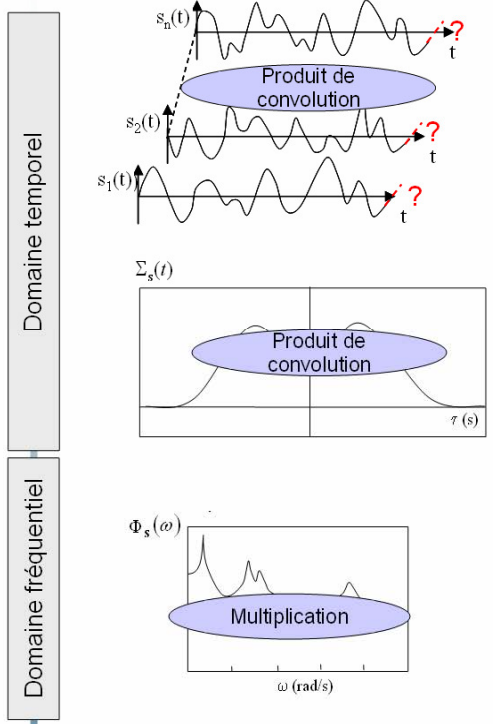 Domaine temporel
sₙ(t)
?
t
Produit de
convolution
s₂(t)
?
t
s₁(t)
?
t
Σₛ(t)
Produit de
convolution
τ (s)
Domaine fréquentiel
Φₛ(ω)
Multiplication
ω (rad/s)